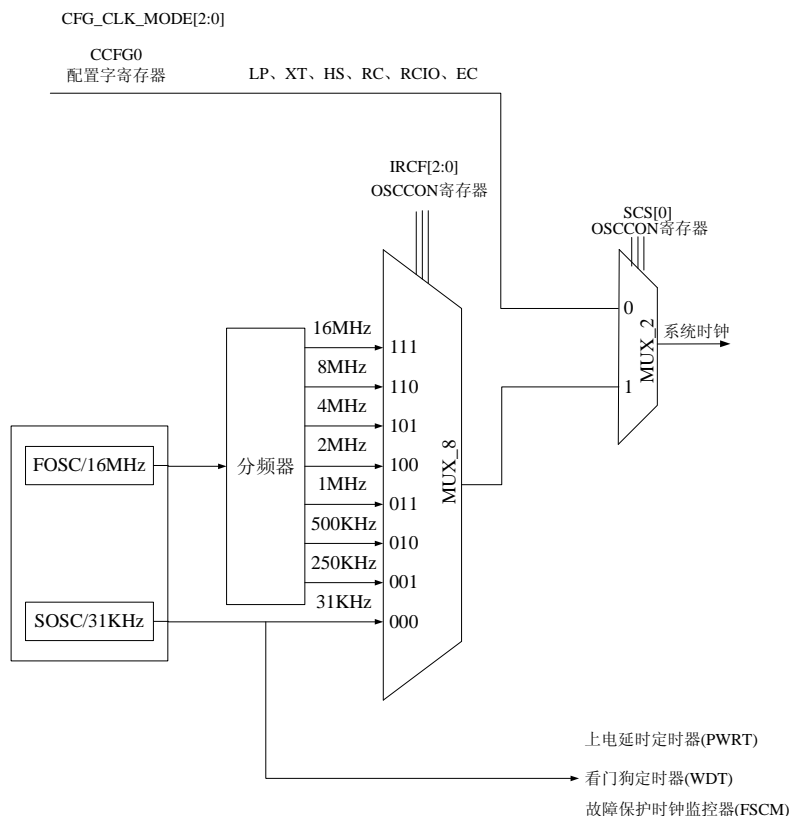 CFG_CLK_MODE[2:0]
CCFG0
配置字寄存器
LP、XT、HS、RC、RCIO、EC
IRCF[2:0]
OSCCON寄存器
SCS[0]
OSCCON寄存器
0
1
MUX_2
系统时钟
16MHz
111
8MHz
110
4MHz
101
2MHz
100
1MHz
011
500KHz
010
250KHz
001
31KHz
000
MUX_8
分频器
FOSC/16MHz
SOSC/31KHz
上电延时定时器(PWRT)
看门狗定时器(WDT)
故障保护时钟监控器(FSCM)